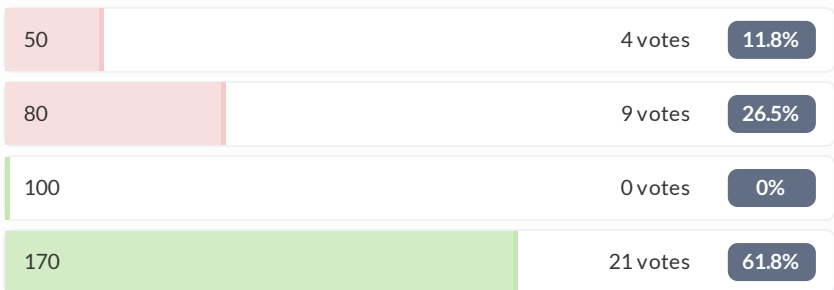 50 4 votes 11.8%
80 9 votes 26.5%
100 0 votes 0%
170 21 votes 61.8%